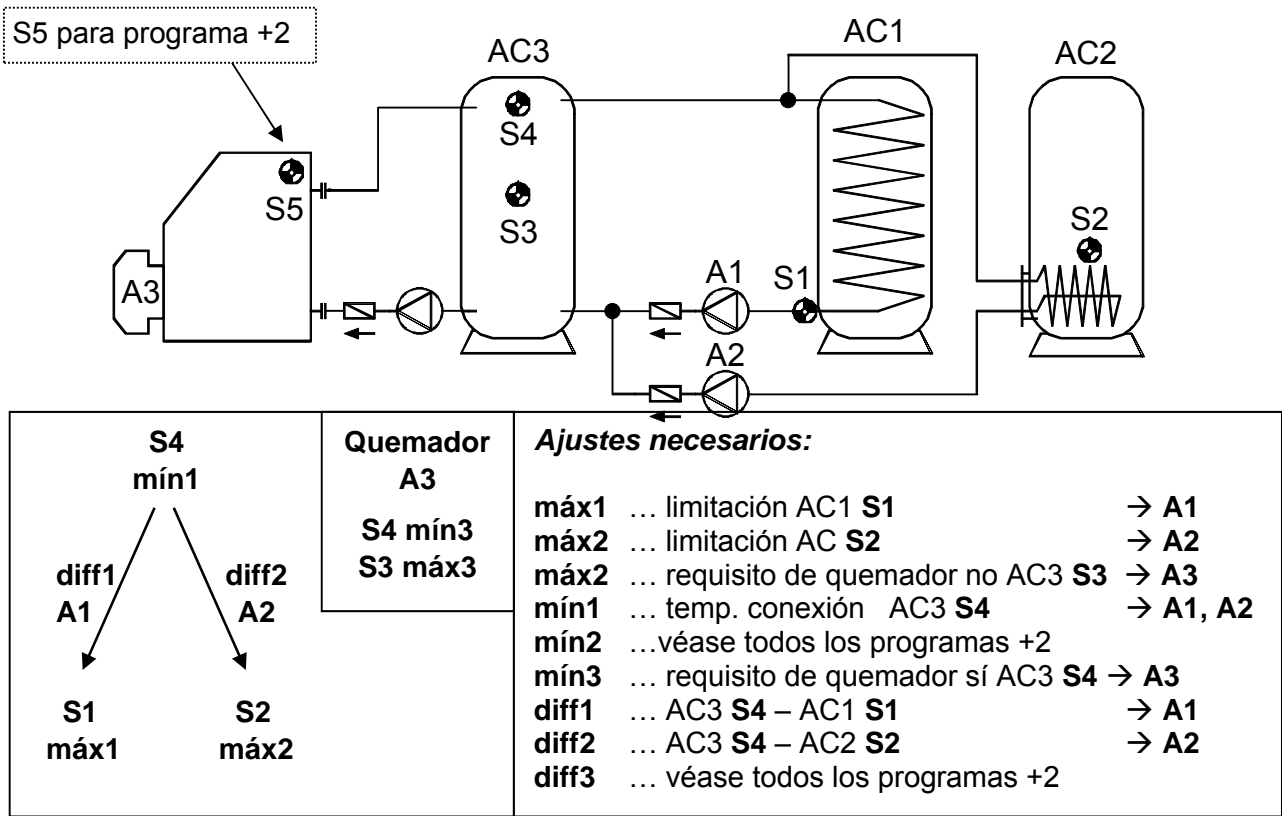 S5 para programa +2
AC3
AC1
AC2
S4
S5
S3
S2
A3
A1
S1
A2
S4
mín1
diff1
A1
diff2
A2
S1
máx1
S2
máx2
Quemador
A3
S4 mín3
S3 máx3
Ajustes necesarios:
máx1 … limitación AC1 S1 → A1
máx2 … limitación AC S2 → A2
máx2 … requisito de quemador no AC3 S3 → A3
mín1 … temp. conexión AC3 S4 → A1, A2
mín2 …véase todos los programas +2
mín3 … requisito de quemador sí AC3 S4 → A3
diff1 … AC3 S4 – AC1 S1 → A1
diff2 … AC3 S4 – AC2 S2 → A2
diff3 … véase todos los programas +2